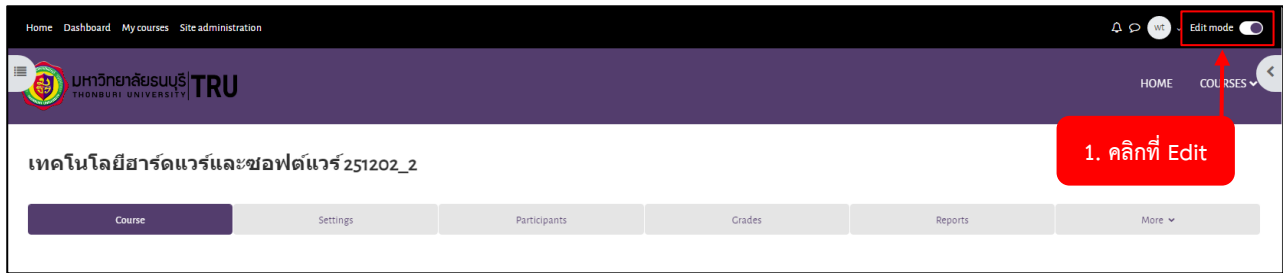 Home Dashboard My courses Site administration
wt Edit mode
มหาวิทยาลัยธนบุรี TRU
THONBURI UNIVERSITY
HOME COURSES
1. คลิกที่ Edit
เทคโนโลยีฮาร์ดแวร์และซอฟต์แวร์ 251202_2
Course Settings Participants Grades Reports More